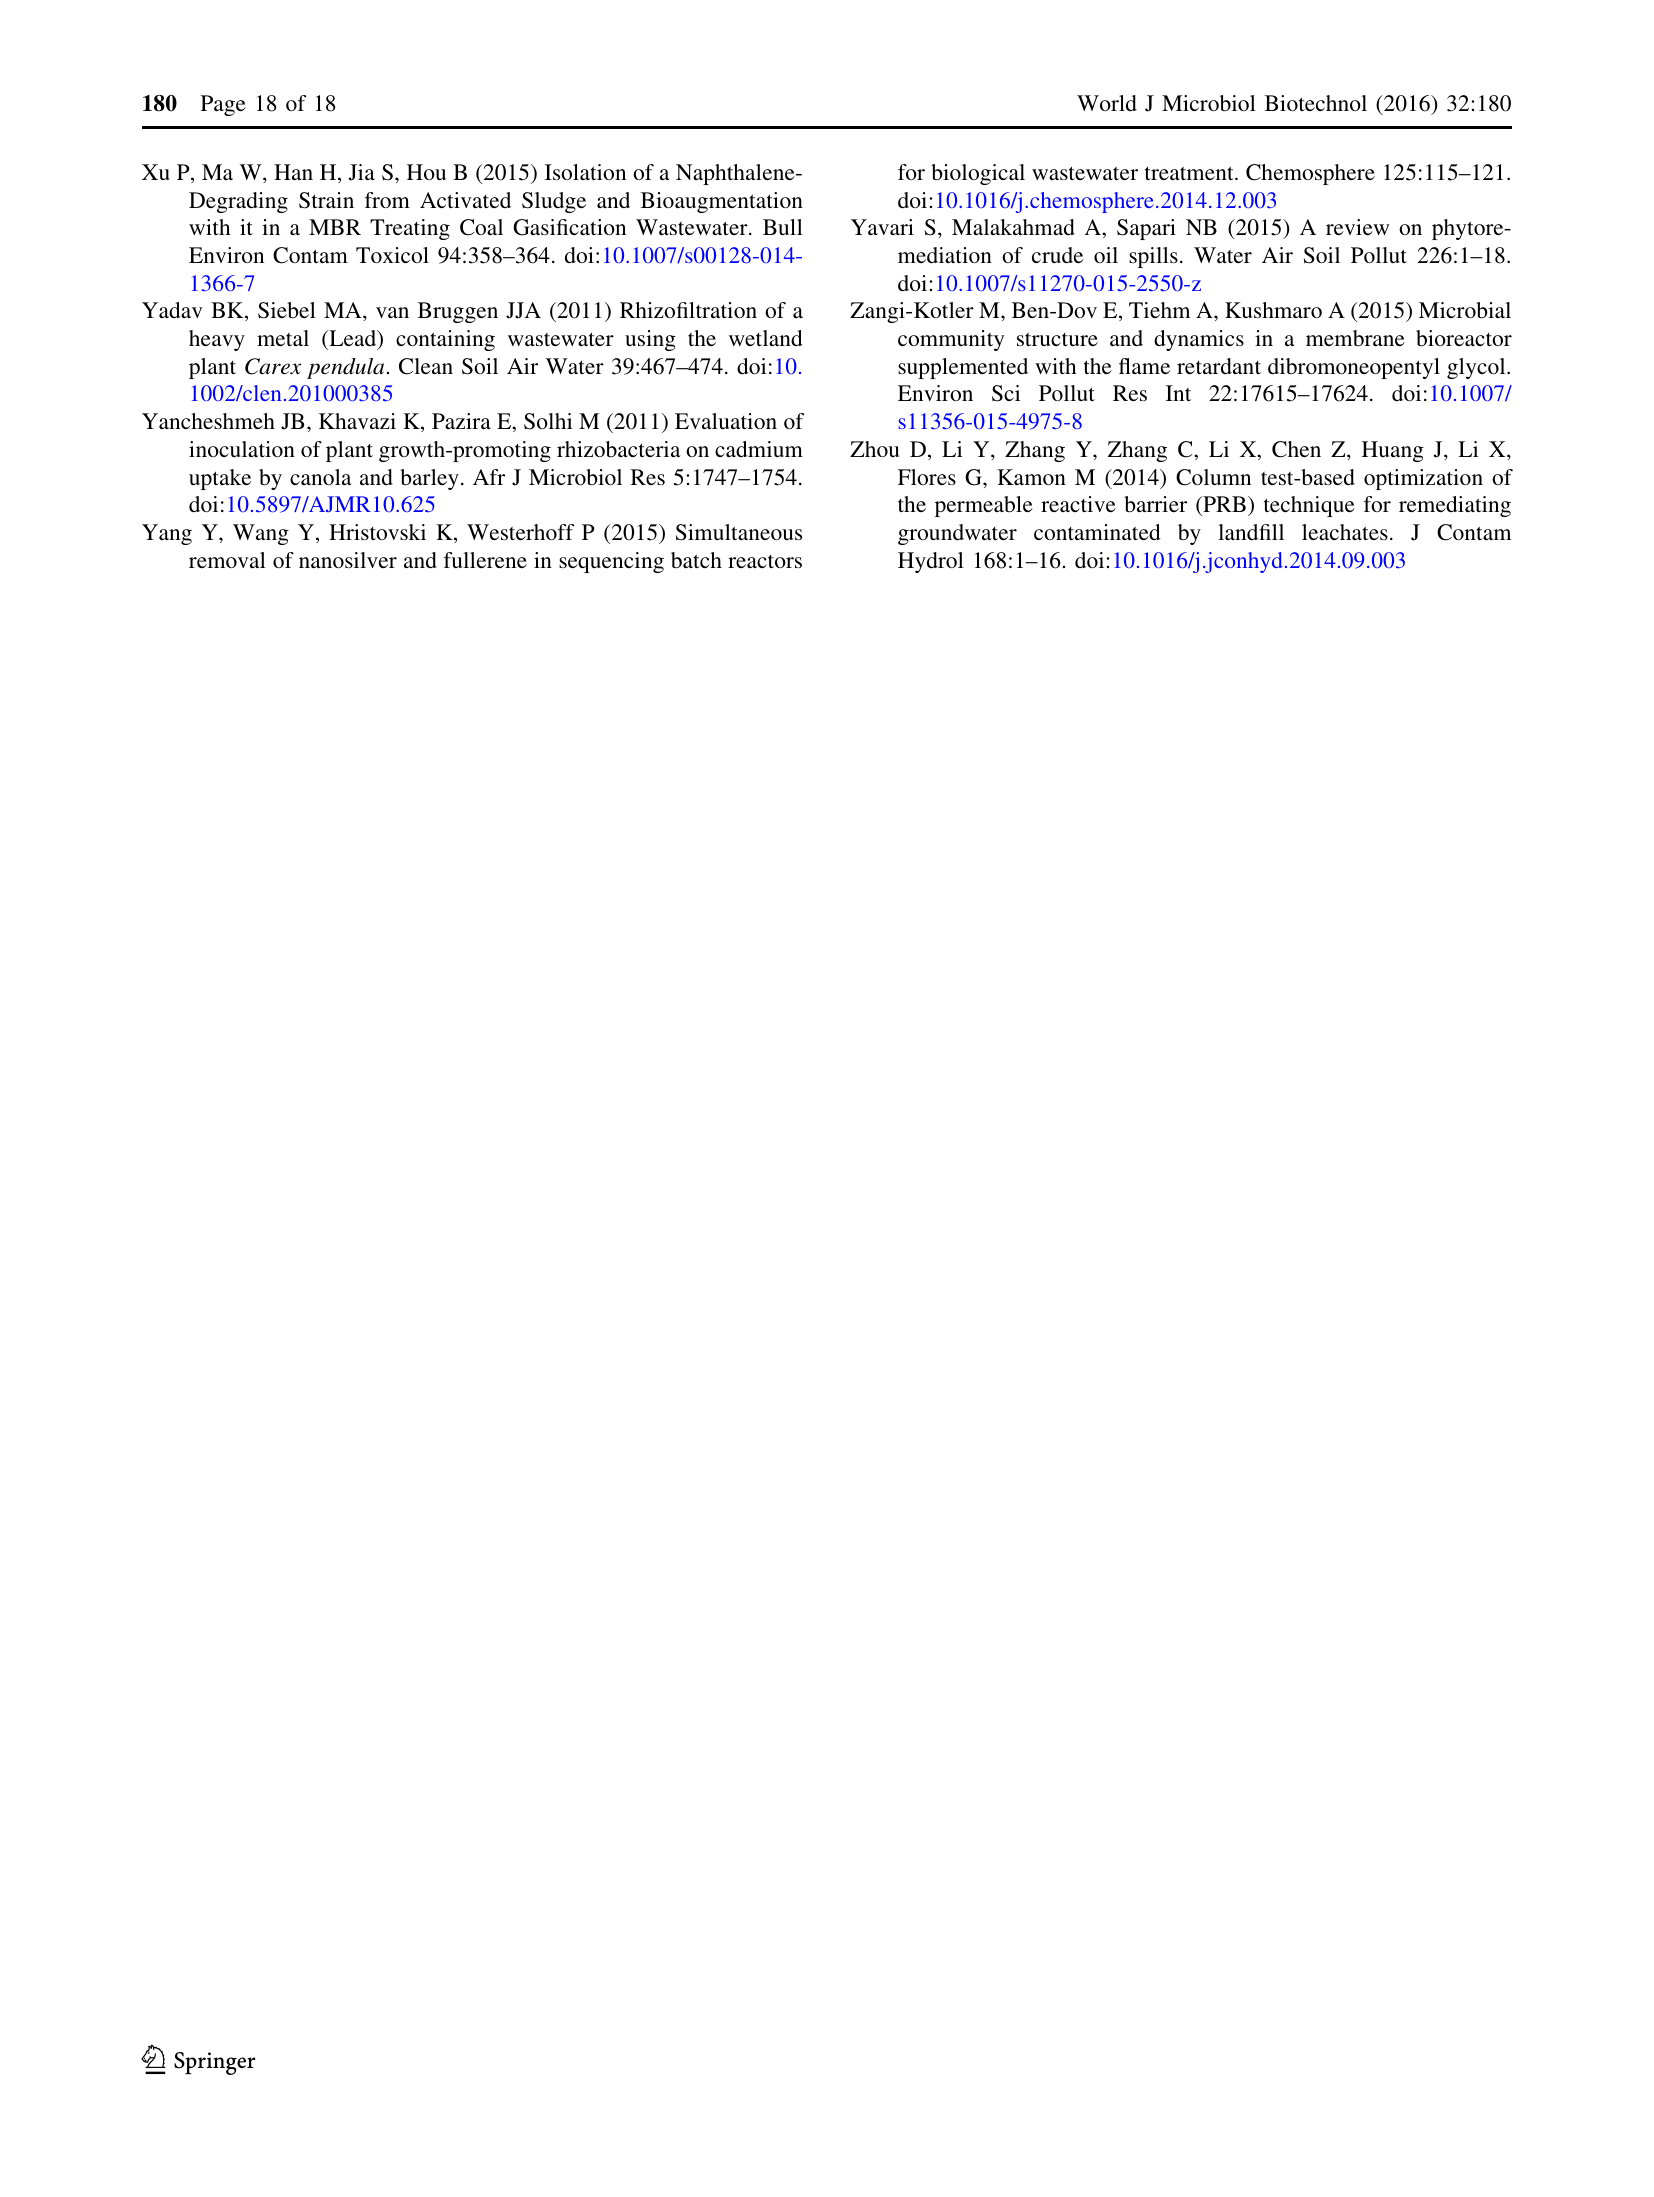 180 Page 18 of 18
World J Microbiol Biotechnol (2016) 32:180
Xu P, Ma W, Han H, Jia S, Hou B (2015) Isolation of a Naphthalene-
Degrading Strain from Activated Sludge and Bioaugmentation
with it in a MBR Treating Coal Gasification Wastewater. Bull
Environ Contam Toxicol 94:358–364. doi:10.1007/s00128-014-
1366-7
Yadav BK, Siebel MA, van Bruggen JJA (2011) Rhizofiltration of a
heavy metal (Lead) containing wastewater using the wetland
plant Carex pendula. Clean Soil Air Water 39:467–474. doi:10.
1002/clen.201000385
Yancheshmeh JB, Khavazi K, Pazira E, Solhi M (2011) Evaluation of
inoculation of plant growth-promoting rhizobacteria on cadmium
uptake by canola and barley. Afr J Microbiol Res 5:1747–1754.
doi:10.5897/AJMR10.625
Yang Y, Wang Y, Hristovski K, Westerhoff P (2015) Simultaneous
removal of nanosilver and fullerene in sequencing batch reactors
for biological wastewater treatment. Chemosphere 125:115–121.
doi:10.1016/j.chemosphere.2014.12.003
Yavari S, Malakahmad A, Sapari NB (2015) A review on phytore-
mediation of crude oil spills. Water Air Soil Pollut 226:1–18.
doi:10.1007/s11270-015-2550-z
Zangi-Kotler M, Ben-Dov E, Tiehm A, Kushmaro A (2015) Microbial
community structure and dynamics in a membrane bioreactor
supplemented with the flame retardant dibromoneopentyl glycol.
Environ Sci Pollut Res Int 22:17615–17624. doi:10.1007/
s11356-015-4975-8
Zhou D, Li Y, Zhang Y, Zhang C, Li X, Chen Z, Huang J, Li X,
Flores G, Kamon M (2014) Column test-based optimization of
the permeable reactive barrier (PRB) technique for remediating
groundwater contaminated by landfill leachates. J Contam
Hydrol 168:1–16. doi:10.1016/j.jconhyd.2014.09.003
Springer